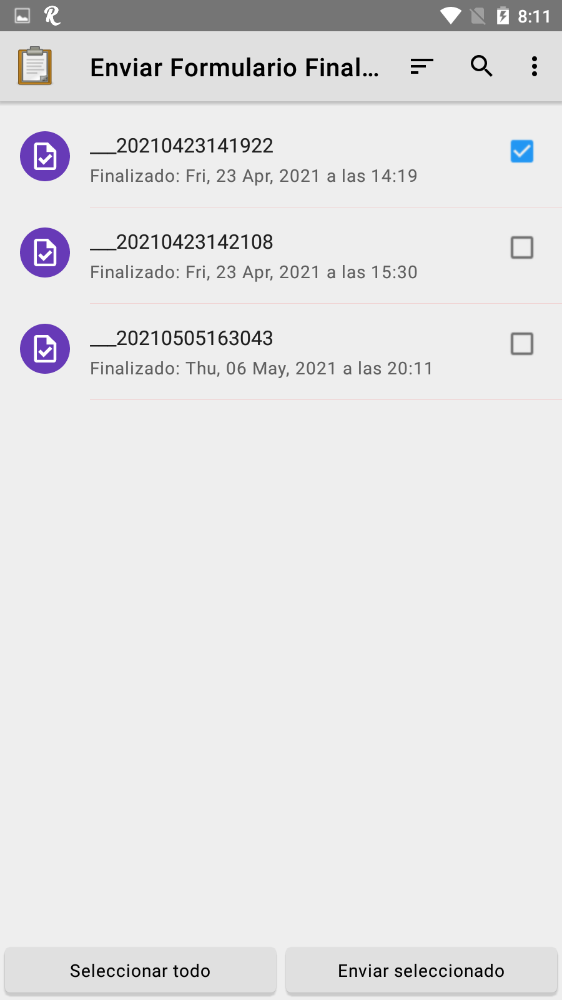 8:11
Enviar Formulario Final...
___20210423141922
Finalizado: Fri, 23 Apr, 2021 a las 14:19
___20210423142108
Finalizado: Fri, 23 Apr, 2021 a las 15:30
___20210505163043
Finalizado: Thu, 06 May, 2021 a las 20:11
Seleccionar todo
Enviar seleccionado